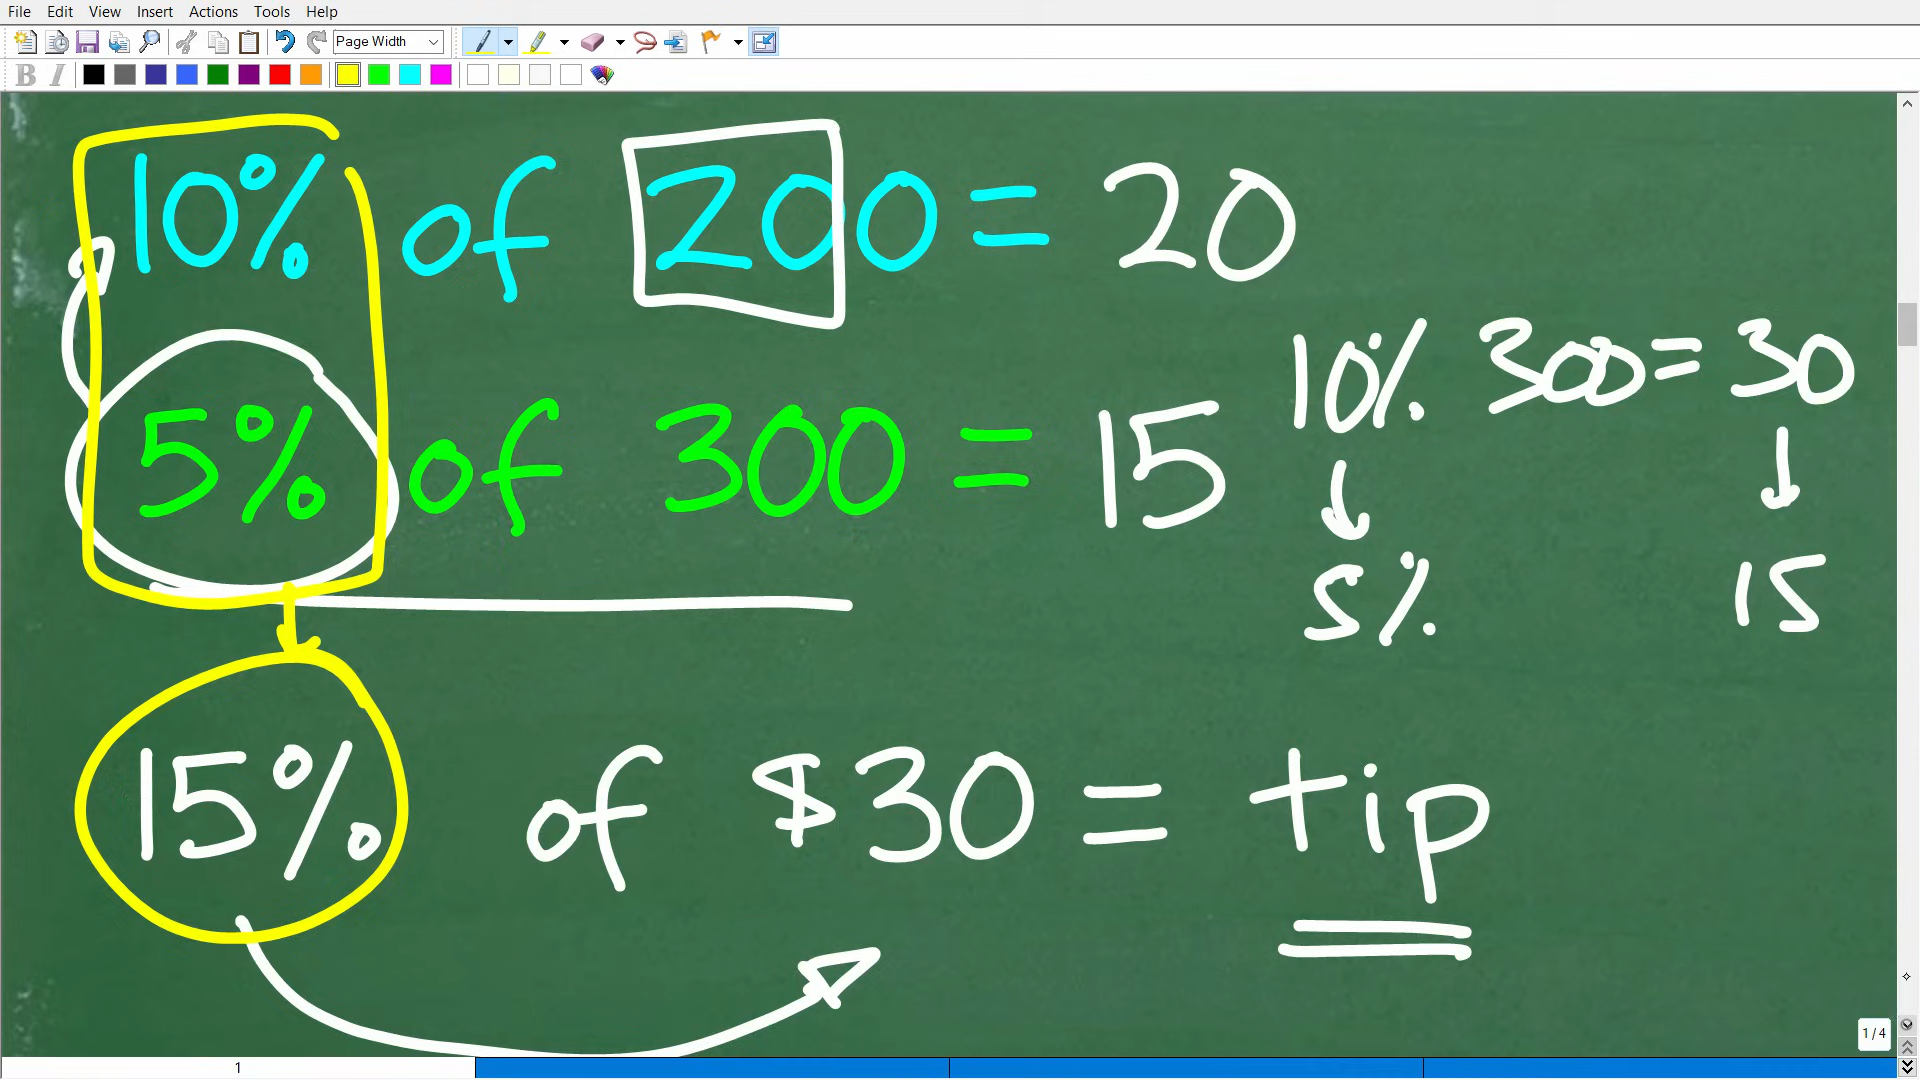 File Edit View Insert Actions Tools Help
Page Width
B I
10% of 200 = 20
10% 300 = 30
5% of 300 = 15
5% 15
15% of $30 = tip
1 / 4
1